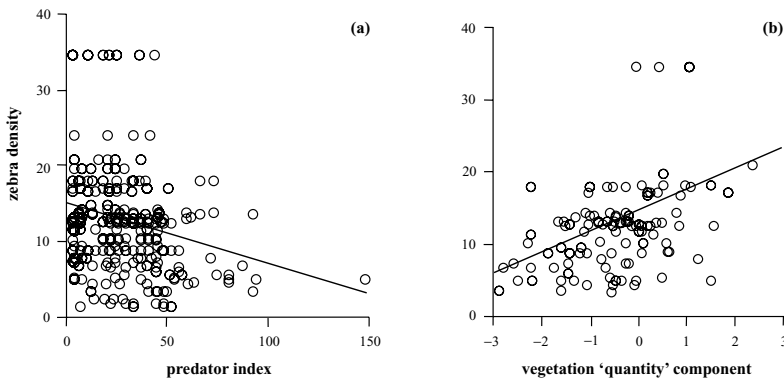 (a)
40
30
20
10
0
zebra density
0 50 100 150
predator index
(b)
40
30
20
10
0
−3 −2 −1 0 1 2 3
vegetation ‘quantity’ component